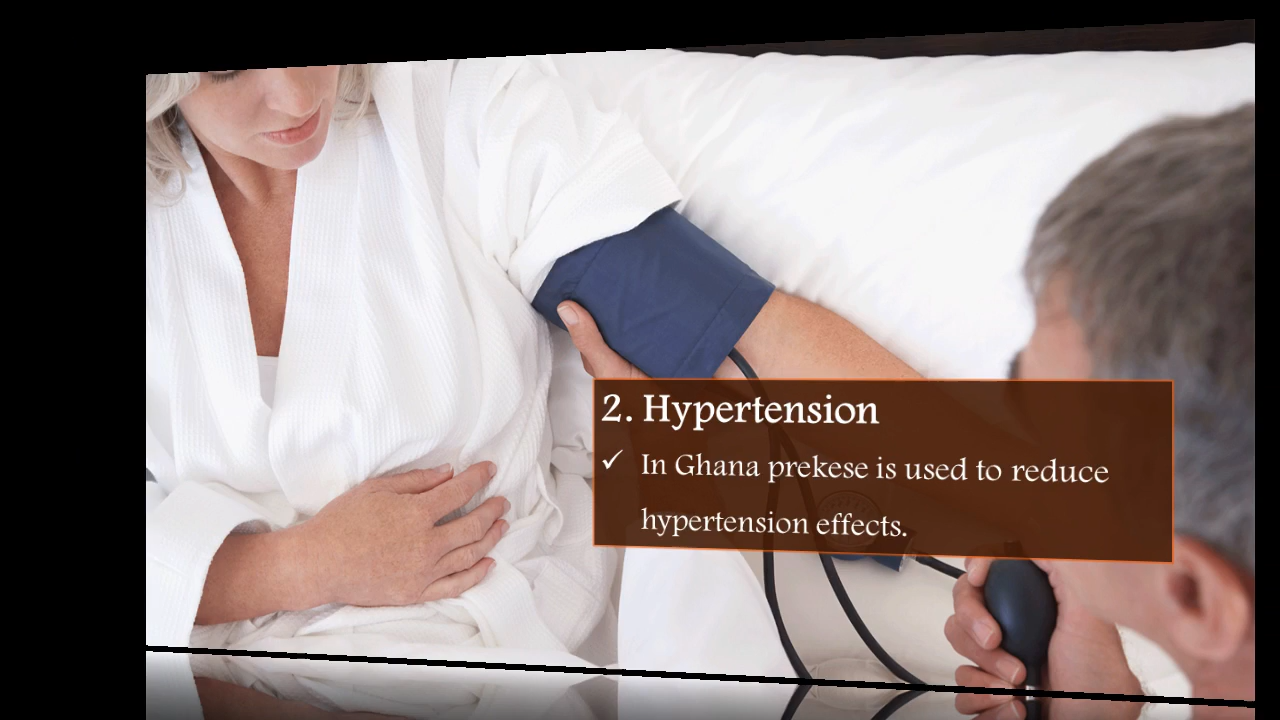 2. Hypertension
✓ In Ghana prekese is used to reduce
hypertension effects.